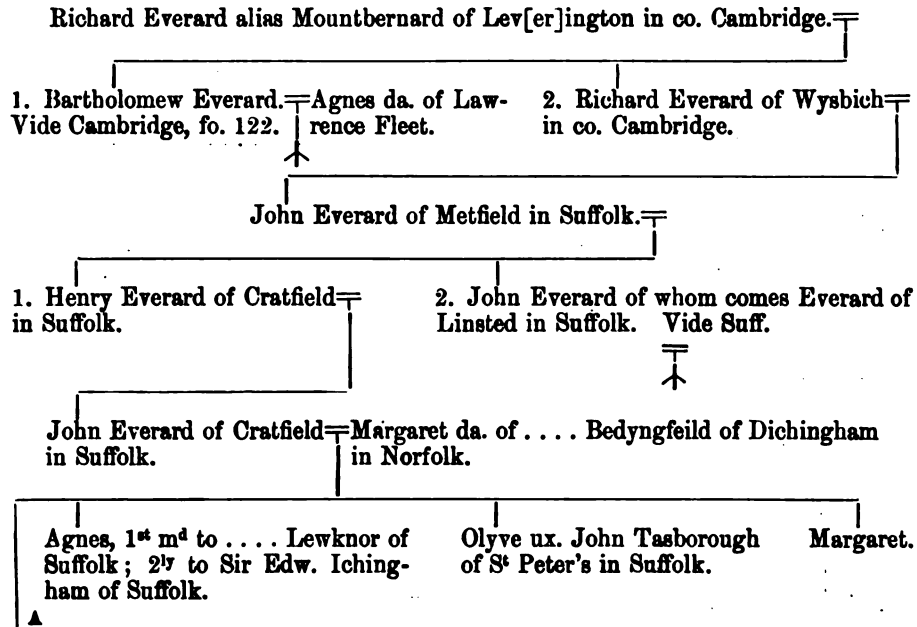 Richard Everard alias Mountbernard of Lev[er]ington in co. Cambridge.
1. Bartholomew Everard. Agnes da. of Law-
Vide Cambridge, fo. 122. rence Fleet.
2. Richard Everard of Wysbich
in co. Cambridge.
John Everard of Metfield in Suffolk.
1. Henry Everard of Cratfield
in Suffolk.
2. John Everard of whom comes Everard of
Linsted in Suffolk. Vide Suff.
John Everard of Cratfield
in Suffolk.
Margaret da. of .... Bedyngfeild of Dichingham
in Norfolk.
Agnes, 1st md to .... Lewknor of
Suffolk; 2ly to Sir Edw. Iching-
ham of Suffolk.
Olyve ux. John Tasborough
of St Peter's in Suffolk.
Margaret.
A